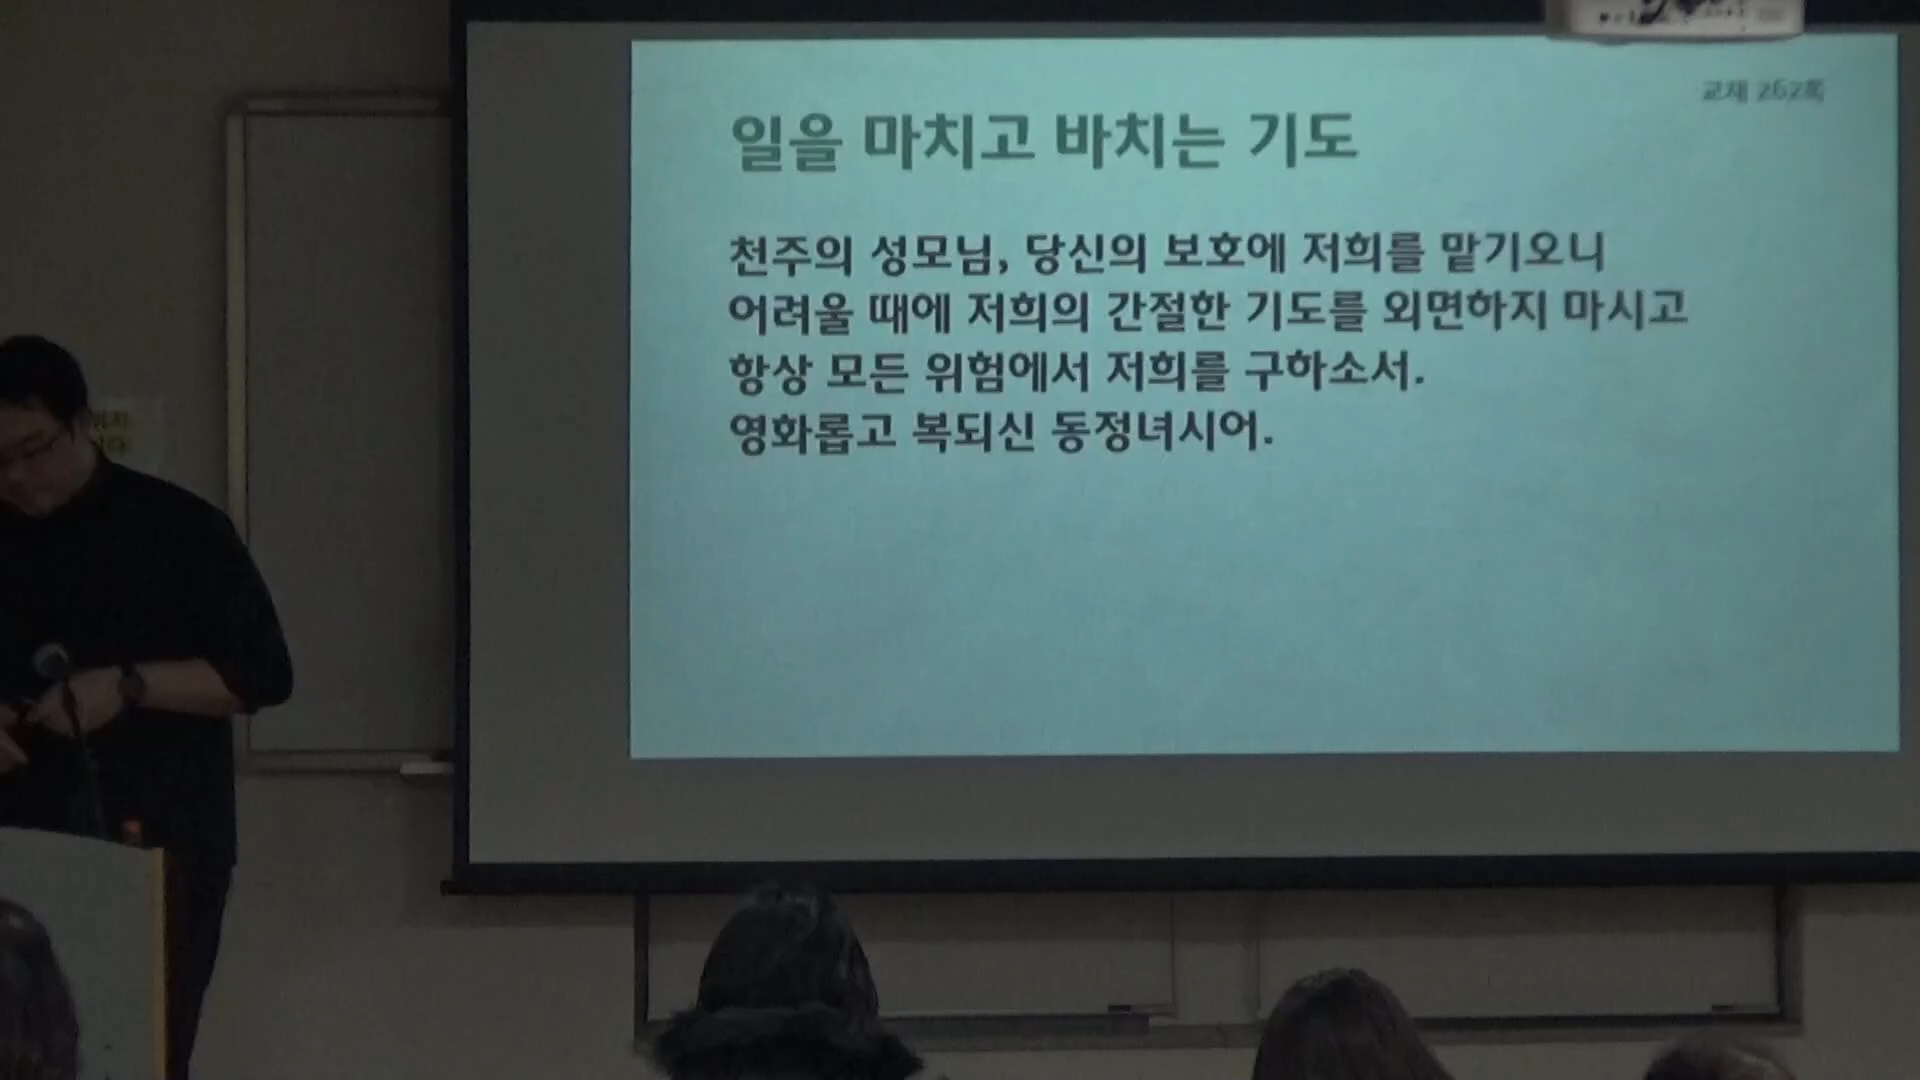 교재 262쪽
일을 마치고 바치는 기도
천주의 성모님, 당신의 보호에 저희를 맡기오니
어려울 때에 저희의 간절한 기도를 외면하지 마시고
항상 모든 위험에서 저희를 구하소서.
영화롭고 복되신 동정녀시어.